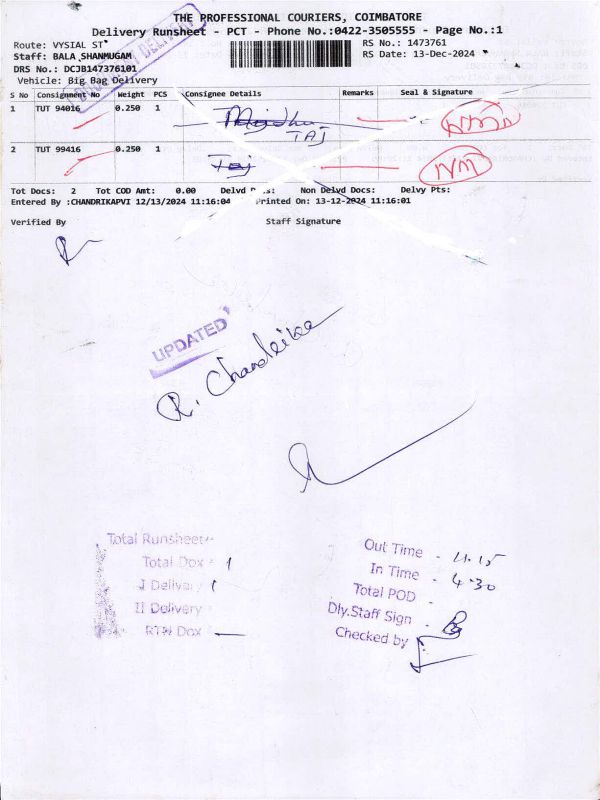 THE PROFESSIONAL COURIERS, COIMBATORE
Delivery Runsheet - PCT - Phone No.:0422-3505555 - Page No.:1
Route: VYSIAL ST
RS No.: 1473761
Staff: BALA SHANMUGAM
RS Date: 13-Dec-2024
DRS No.: DCJB147376101
Vehicle: Big Bag Delivery
DELIVERY
S No Consignment No Weight PCS Consignee Details Remarks Seal & Signature
1 TUT 94016 0.250 1
TAJ
2 TUT 99416 0.250 1 Taj NM
Tot Docs: 2 Tot COD Amt: 0.00 Delvd Non Delvd Docs: Delvy Pts:
Entered By :CHANDRIKAPVI 12/13/2024 11:16:04 Printed On: 13-12-2024 11:16:01
Verified By Staff Signature
UPDATED
R. Chandrika
Total Runsheet
Total Dox - 1
I Delivery 1
II Delivery
RTN Dox -
Out Time - 11.15
In Time - 4.30
Total POD -
Dly.Staff Sign -
Checked by